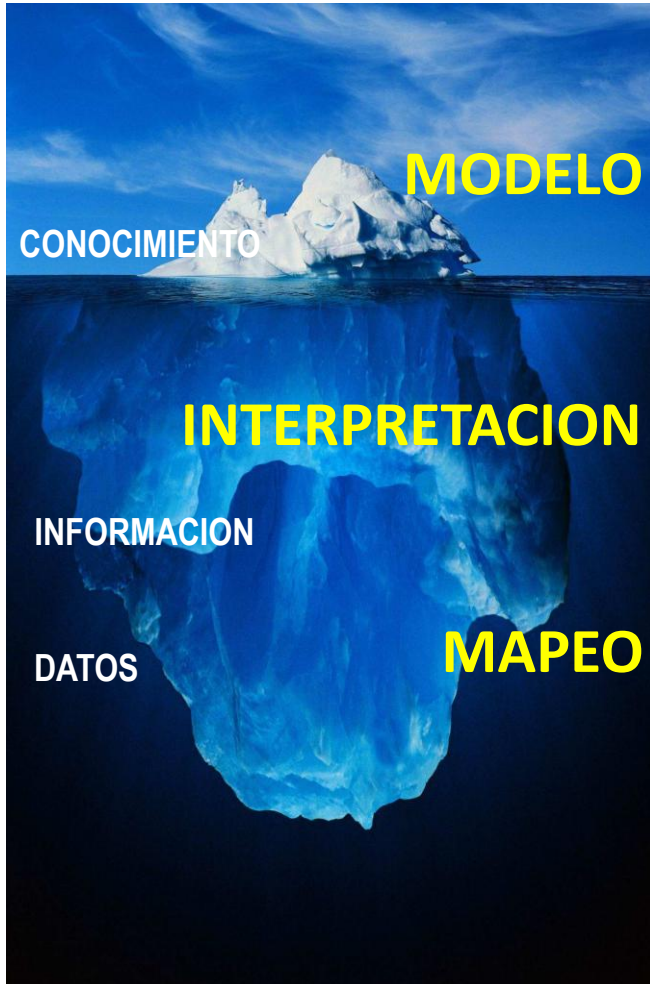 MODELO
CONOCIMIENTO
INTERPRETACION
INFORMACION
MAPEO
DATOS